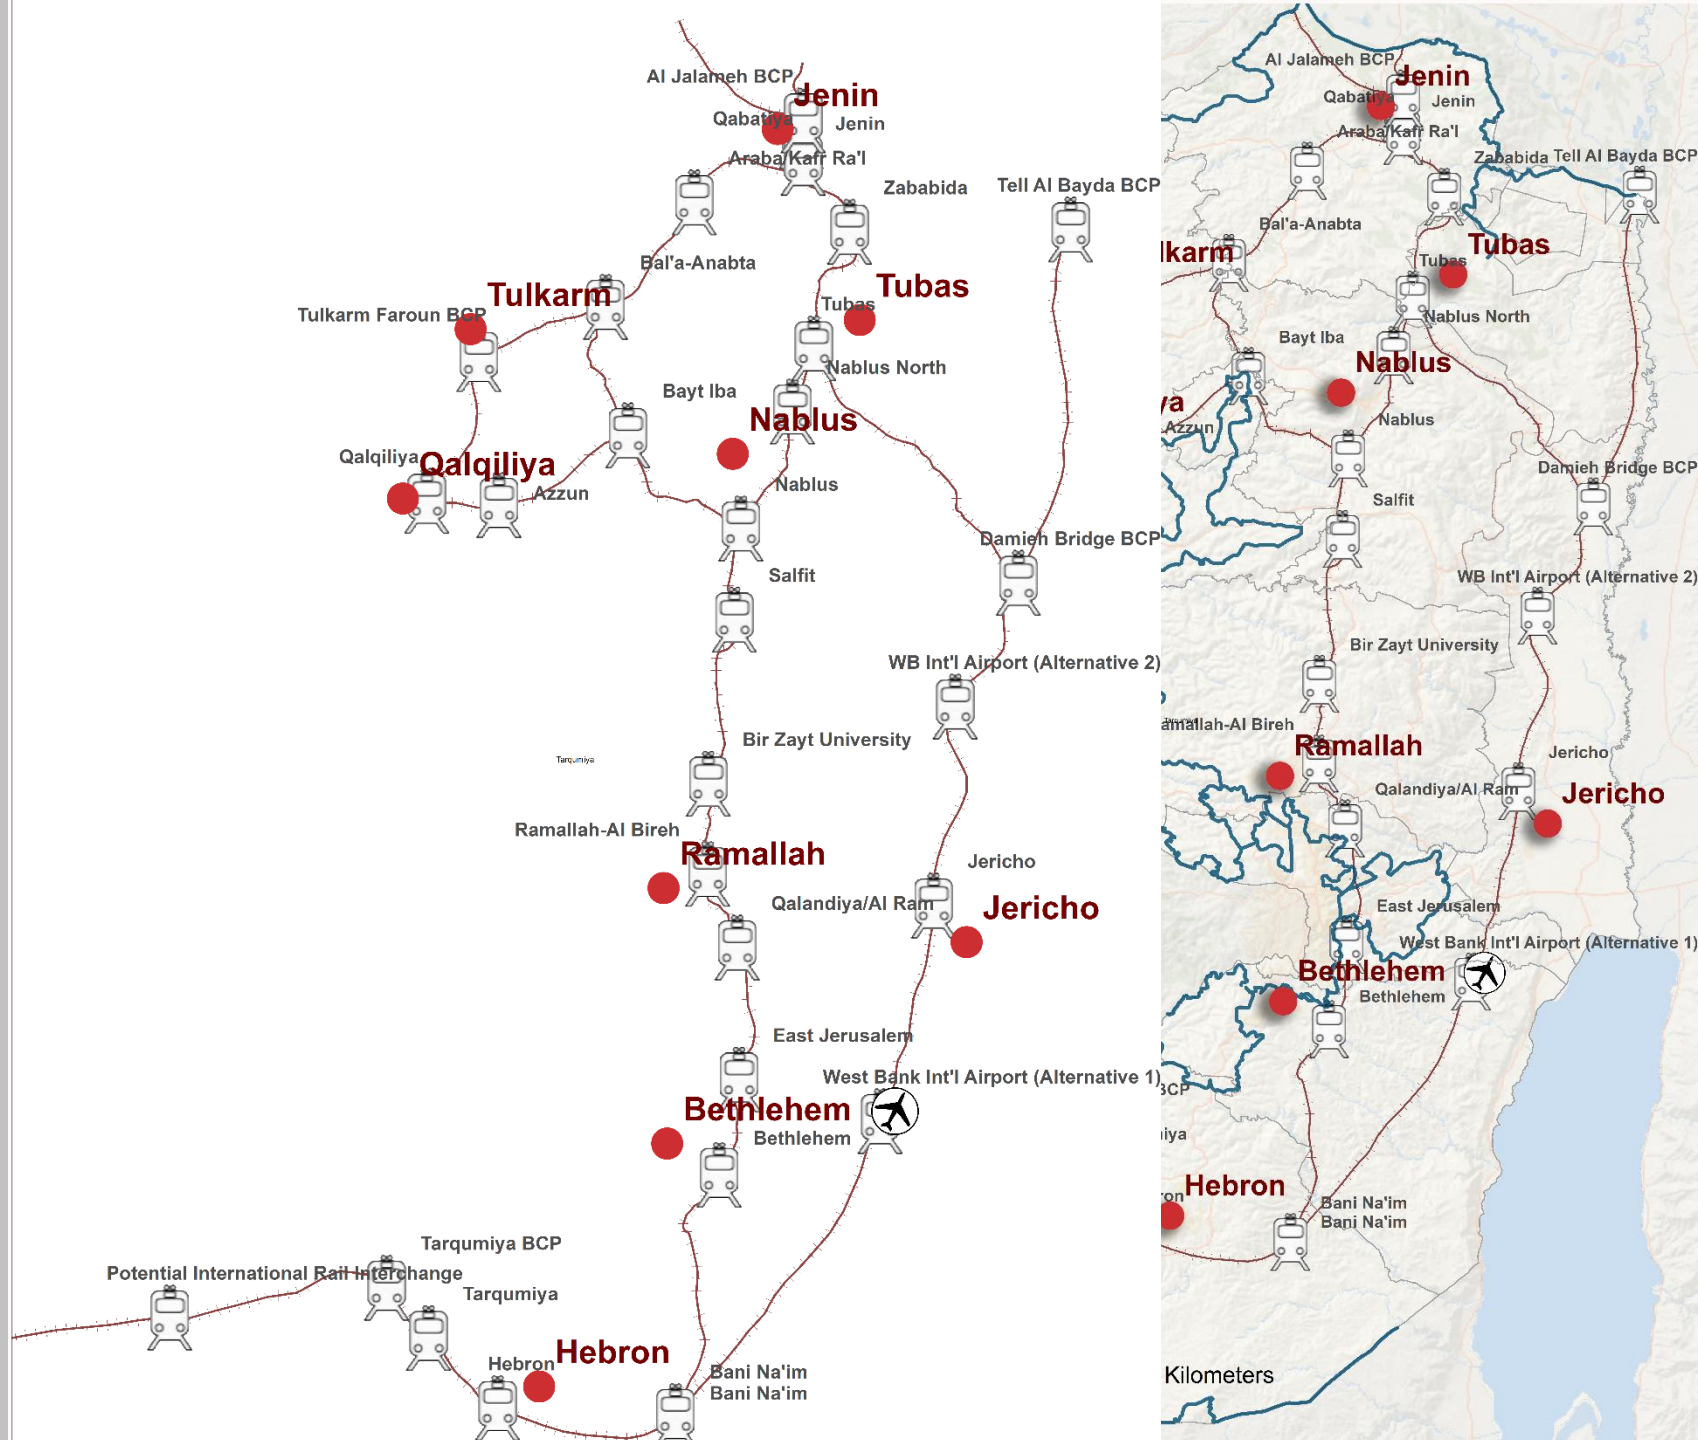 Al Jalameh BCP
Jenin
Qabatiya
Jenin
Araba/Kafr Ra'I
Zababida
Tell Al Bayda BCP
Bal'a-Anabta
Tulkarm
Tubas
Tubas
Tulkarm Faroun BCP
Nablus North
Bayt Iba
Nablus
Qalqiliya
Qalqiliya
Nablus
Azzun
Damieh Bridge BCP
Salfit
WB Int'l Airport (Alternative 2)
Bir Zayt University
Tarqumiya
Ramallah-Al Bireh
Ramallah
Jericho
Qalandiya/Al Ram
Jericho
East Jerusalem
West Bank Int'l Airport (Alternative 1)
Bethlehem
Bethlehem
Tarqumiya BCP
Potential International Rail Interchange
Tarqumiya
Hebron
Hebron
Bani Na'im
Bani Na'im
Al Jalameh BCP
Jenin
Qabatiya
Jenin
Araba/Kafr Ra'I
Zababida
Tell Al Bayda BCP
Bal'a-Anabta
lkarm
Tubas
Tubas
Nablus North
Bayt Iba
Nablus
ya
Nablus
Azzun
Damieh Bridge BCP
Salfit
WB Int'l Airport (Alternative 2)
Bir Zayt University
amallah-Al Bireh
Ramallah
Jericho
Qalandiya/Al Ram
Jericho
East Jerusalem
West Bank Int'l Airport (Alternative 1)
Bethlehem
Bethlehem
BCP
iya
Hebron
ron
Bani Na'im
Bani Na'im
Kilometers